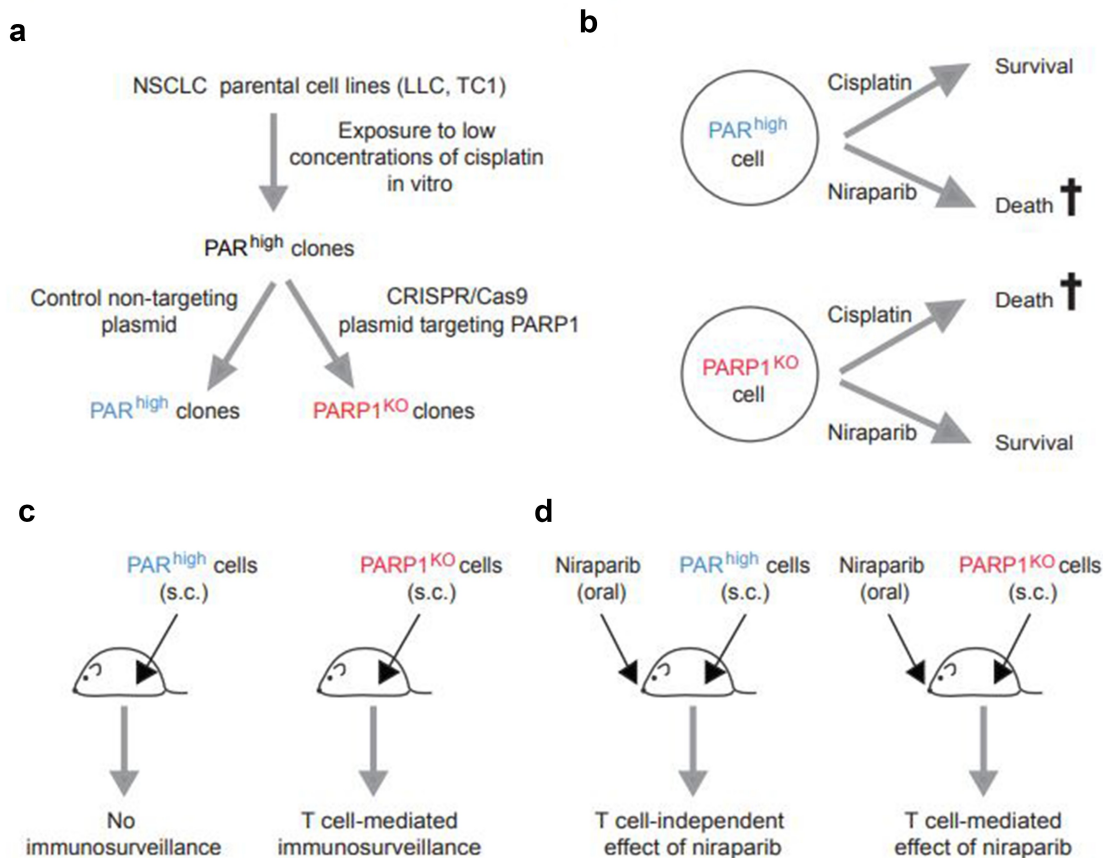 a
NSCLC parental cell lines (LLC, TC1)
Exposure to low
concentrations of cisplatin
in vitro
PARhigh clones
Control non-targeting
plasmid
CRISPR/Cas9
plasmid targeting PARP1
PARhigh clones
PARP1KO clones
b
PARhigh
cell
Cisplatin
Survival
Niraparib
Death
PARP1KO
cell
Cisplatin
Death
Niraparib
Survival
c
PARhigh cells
(s.c.)
No
immunosurveillance
PARP1KO cells
(s.c.)
T cell-mediated
immunosurveillance
d
Niraparib
(oral)
PARhigh cells
(s.c.)
T cell-independent
effect of niraparib
Niraparib
(oral)
PARP1KO cells
(s.c.)
T cell-mediated
effect of niraparib